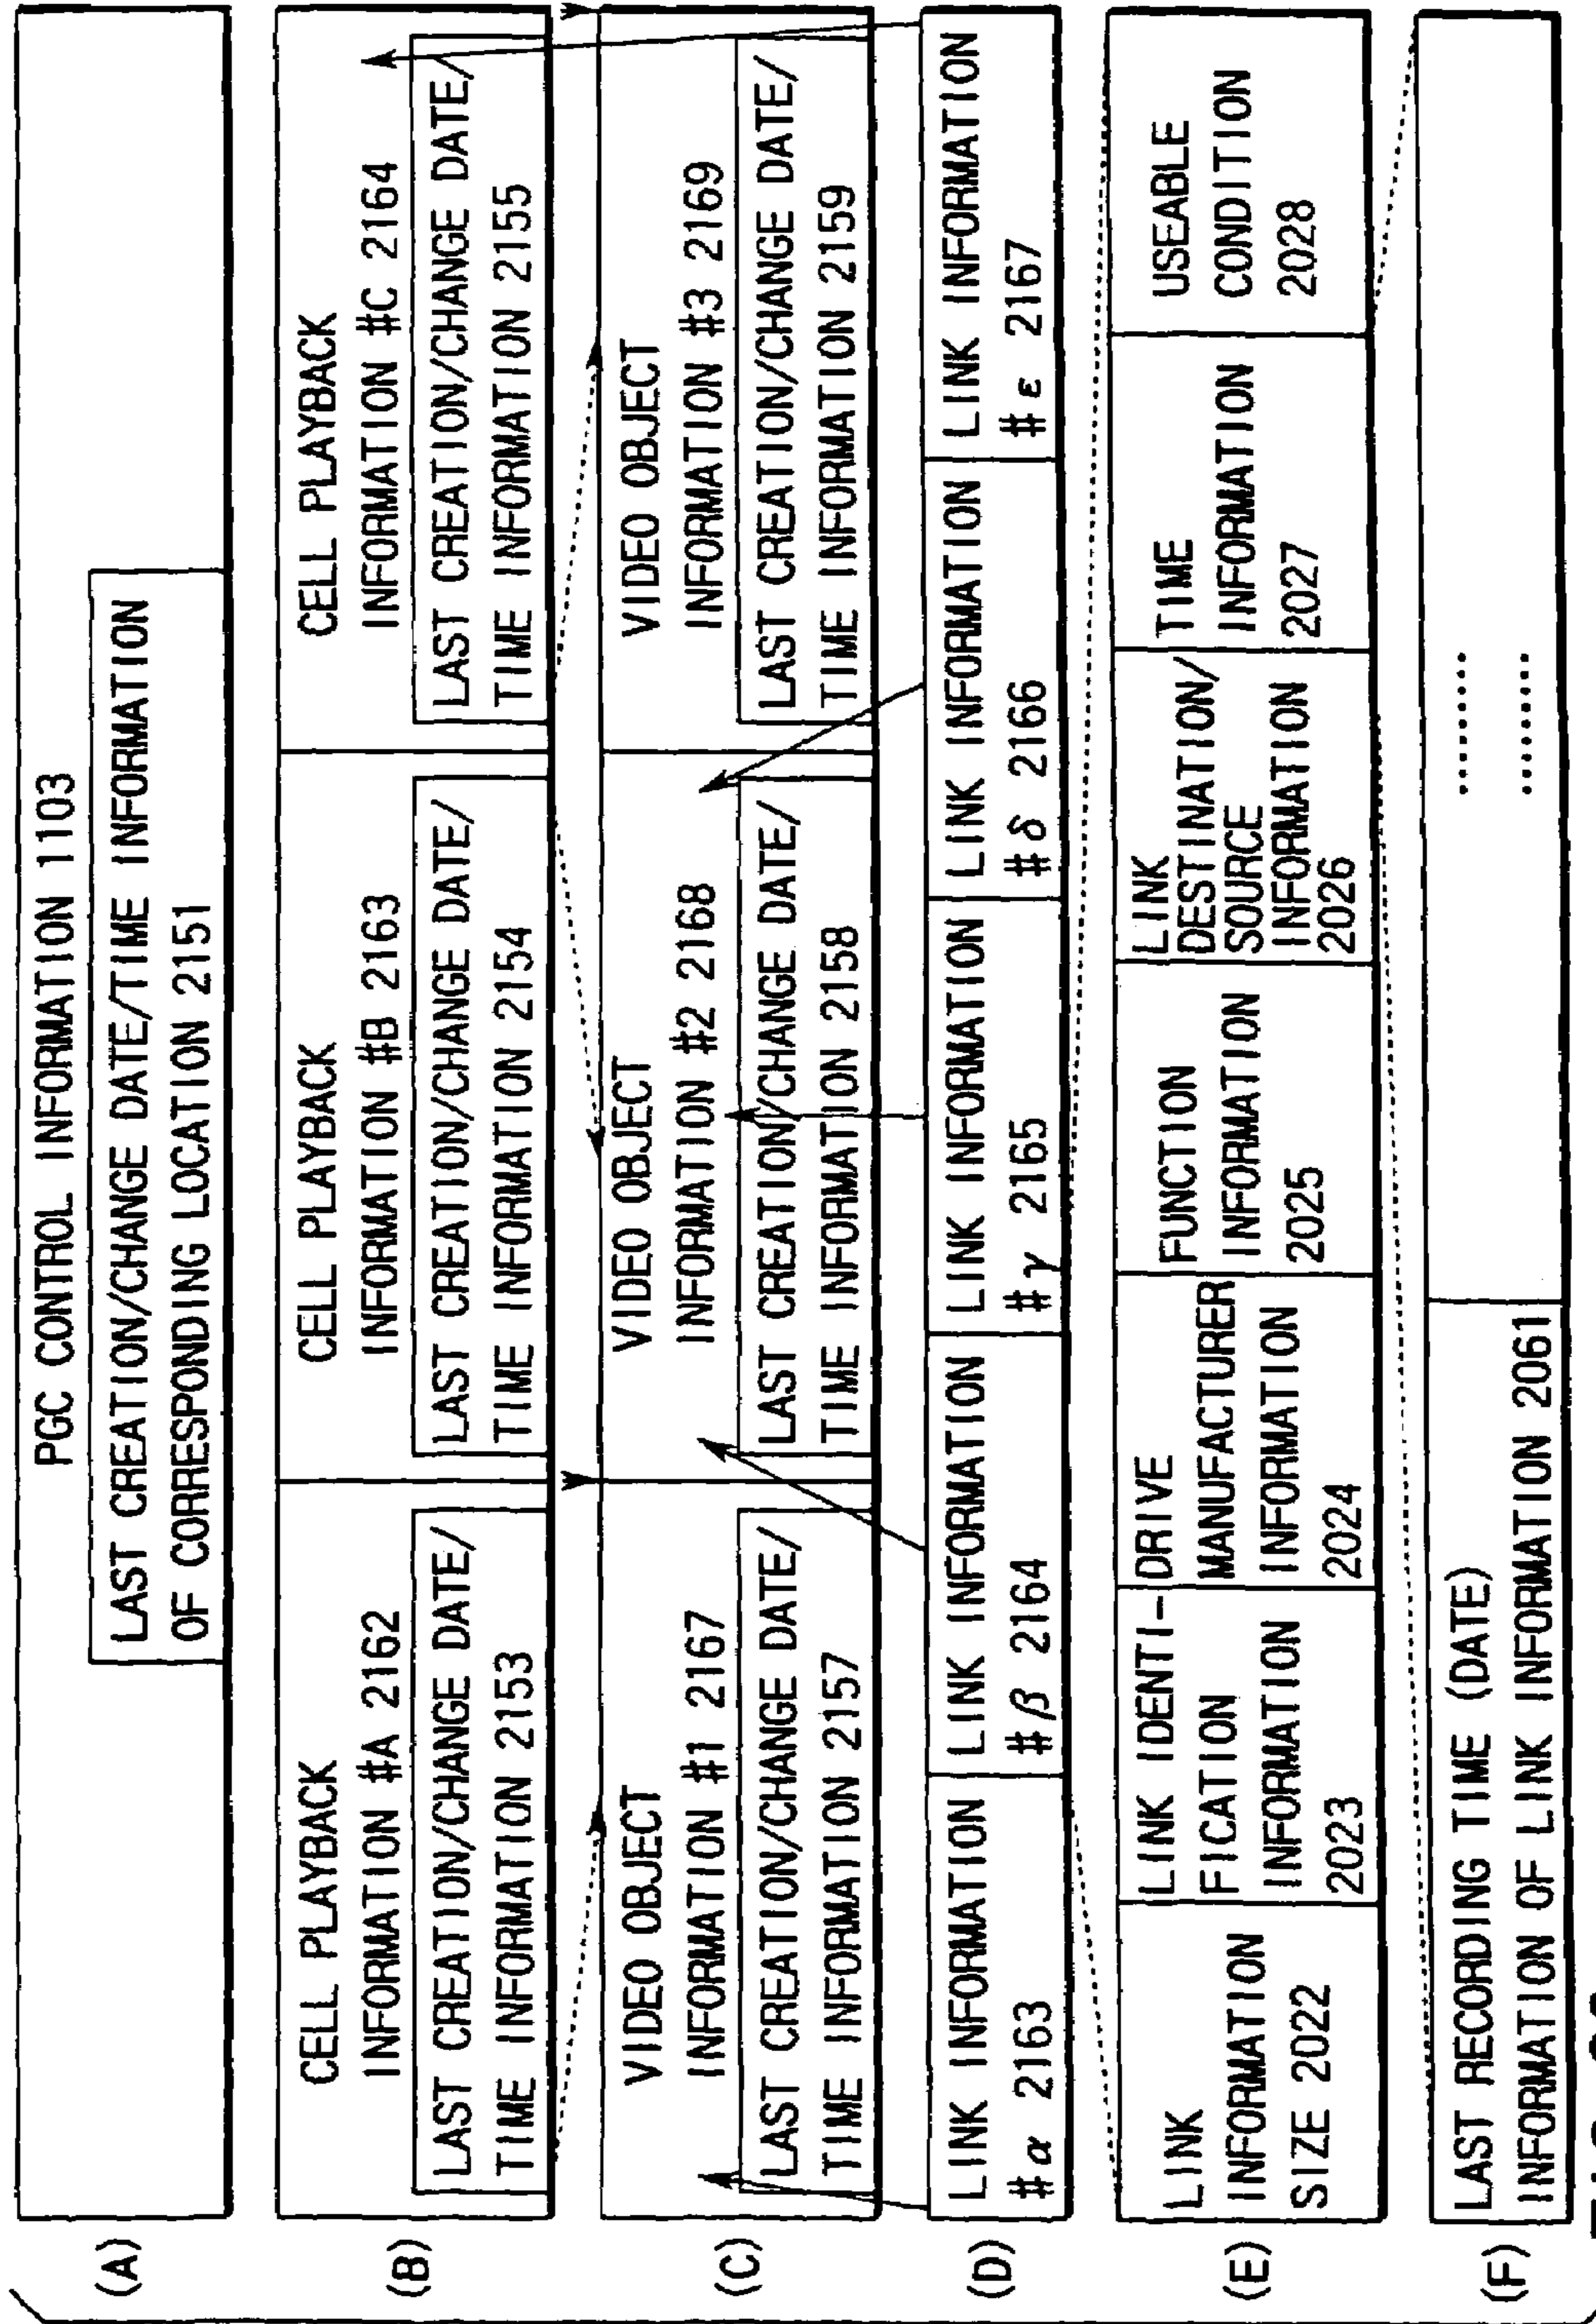 (A)
PGC CONTROL INFORMATION 1103
LAST CREATION/CHANGE DATE/TIME INFORMATION
OF CORRESPONDING LOCATION 2151
(B)
CELL PLAYBACK
INFORMATION #A 2162
LAST CREATION/CHANGE DATE/
TIME INFORMATION 2153
CELL PLAYBACK
INFORMATION #B 2163
LAST CREATION/CHANGE DATE/
TIME INFORMATION 2154
CELL PLAYBACK
INFORMATION #C 2164
LAST CREATION/CHANGE DATE/
TIME INFORMATION 2155
(C)
VIDEO OBJECT
INFORMATION #1 2167
LAST CREATION/CHANGE DATE/
TIME INFORMATION 2157
VIDEO OBJECT
INFORMATION #2 2168
LAST CREATION/CHANGE DATE/
TIME INFORMATION 2158
VIDEO OBJECT
INFORMATION #3 2169
LAST CREATION/CHANGE DATE/
TIME INFORMATION 2159
(D)
LINK INFORMATION
#α 2163
LINK INFORMATION
#β 2164
LINK INFORMATION
#γ 2165
LINK INFORMATION
#δ 2166
LINK INFORMATION
#ε 2167
(E)
LINK
INFORMATION
SIZE 2022
LINK IDENTI-
FICATION
INFORMATION
2023
DRIVE
MANUFACTURER
INFORMATION
2024
FUNCTION
INFORMATION
2025
LINK
DESTINATION/
SOURCE
INFORMATION
2026
TIME
INFORMATION
2027
USEABLE
CONDITION
2028
(F)
LAST RECORDING TIME (DATE)
INFORMATION OF LINK INFORMATION 2061
.........
.........